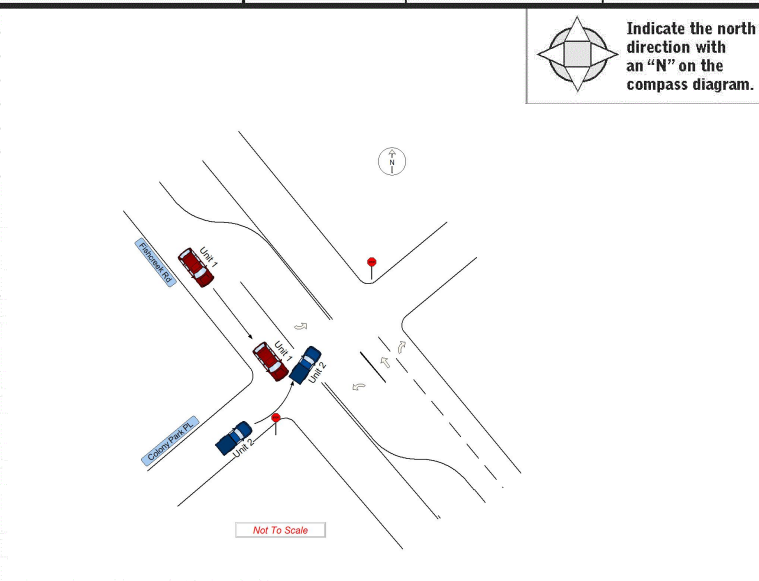 Indicate the north
direction with
an “N” on the
compass diagram.
N
Fishcreek Rd
Unit 1
Unit 1
Unit 2
Colony Park PL
Unit 2
Not To Scale